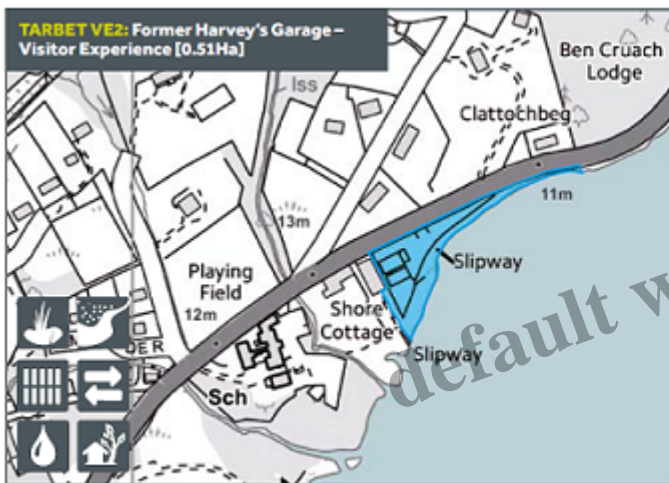 TARBET VE2: Former Harvey's Garage –
Visitor Experience [0.51Ha]
Ben Cruach
Lodge
Iss
Clattochbeg
11m
13m
Slipway
Playing
Field
Shore
Cottage
12m
DER
Slipway
Sch
default w